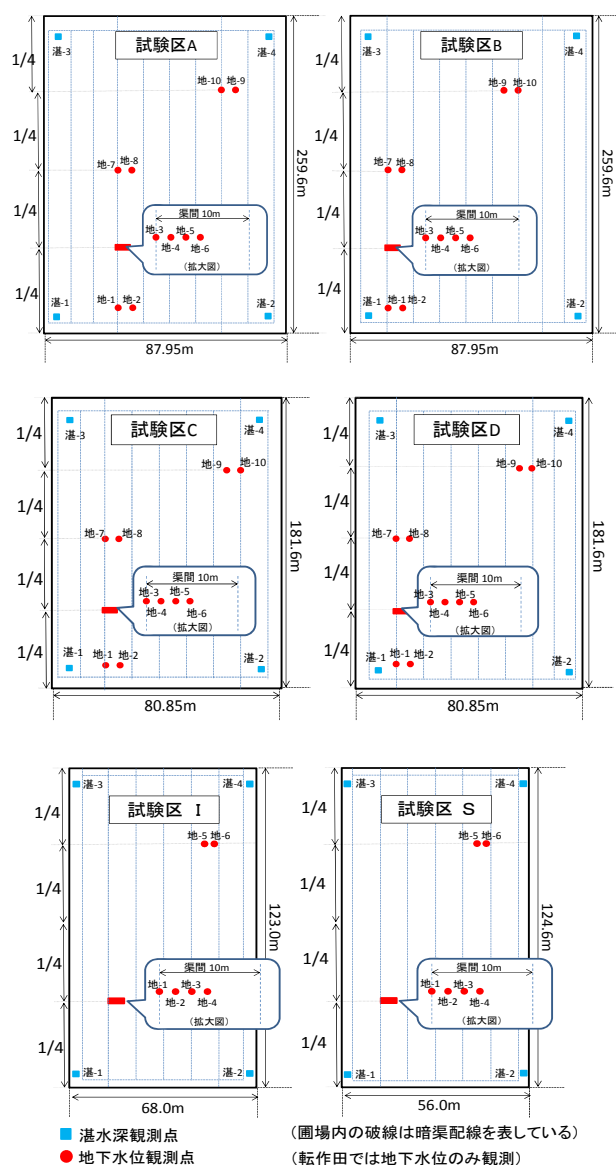 試験区A
湛-3
湛-4
地-10
地-9
地-7
地-8
渠間 10m
地-3
地-5
地-4
地-6
(拡大図)
湛-1
地-1
地-2
湛-2
1/4
1/4
1/4
1/4
259.6m
87.95m
試験区B
湛-3
湛-4
地-9
地-10
地-7
地-8
渠間 10m
地-3
地-5
地-4
地-6
(拡大図)
湛-1
地-1
地-2
湛-2
1/4
1/4
1/4
1/4
259.6m
87.95m
試験区C
湛-3
湛-4
地-9
地-10
地-7
地-8
渠間 10m
地-3
地-5
地-4
地-6
(拡大図)
湛-1
地-1
地-2
湛-2
1/4
1/4
1/4
1/4
181.6m
80.85m
試験区D
湛-3
湛-4
地-9
地-10
地-7
地-8
渠間 10m
地-3
地-5
地-4
地-6
(拡大図)
湛-1
地-1
地-2
湛-2
1/4
1/4
1/4
1/4
181.6m
80.85m
試験区 I
湛-3
湛-4
地-5
地-6
渠間 10m
地-1
地-3
地-2
地-4
(拡大図)
湛-1
湛-2
1/4
1/4
1/4
1/4
123.0m
68.0m
試験区 S
湛-3
湛-4
地-5
地-6
渠間 10m
地-1
地-3
地-2
地-4
(拡大図)
湛-1
湛-2
1/4
1/4
1/4
1/4
124.6m
56.0m
湛水深観測点
(圃場内の破線は暗渠配線を表している)
地下水位観測点
(転作田では地下水位のみ観測)